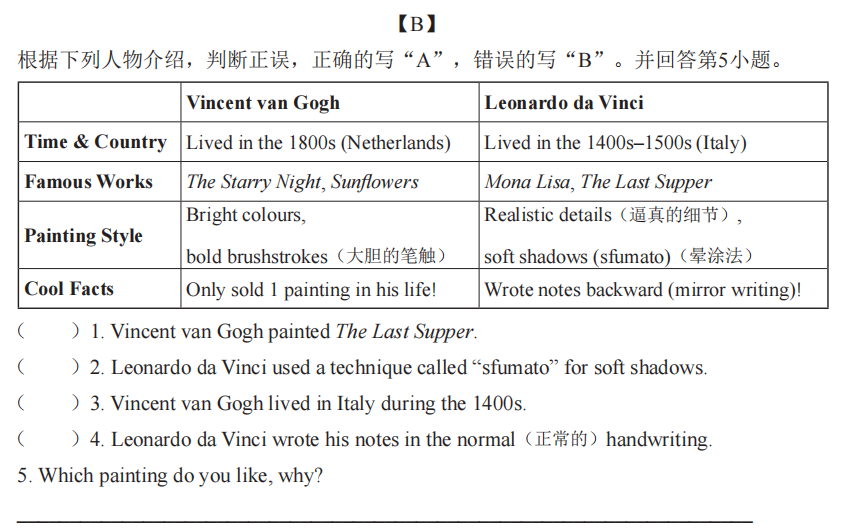 【B】
根据下列人物介绍，判断正误，正确的写“A”，错误的写“B”。并回答第5小题。
Vincent van Gogh Leonardo da Vinci
Time & Country Lived in the 1800s (Netherlands) Lived in the 1400s–1500s (Italy)
Famous Works The Starry Night, Sunflowers Mona Lisa, The Last Supper
Painting Style Bright colours, Realistic details（逼真的细节）,
bold brushstrokes（大胆的笔触） soft shadows (sfumato)（晕涂法）
Cool Facts Only sold 1 painting in his life! Wrote notes backward (mirror writing)!
（ ）1. Vincent van Gogh painted The Last Supper.
（ ）2. Leonardo da Vinci used a technique called “sfumato” for soft shadows.
（ ）3. Vincent van Gogh lived in Italy during the 1400s.
（ ）4. Leonardo da Vinci wrote his notes in the normal（正常的）handwriting.
5. Which painting do you like, why?